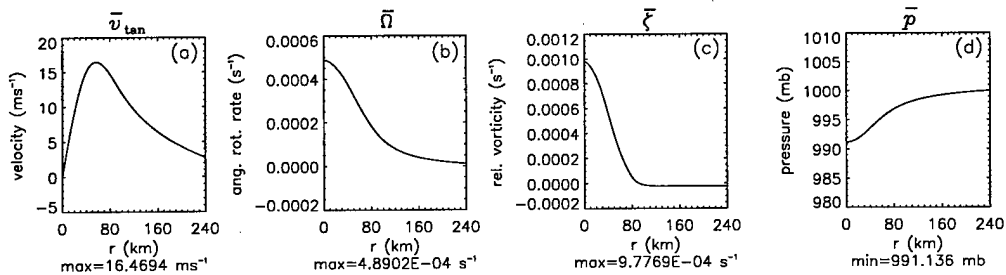 v̄ tan
Ω̄
ζ̄
p̄
(a)
velocity (ms⁻¹)
20
15
10
5
0
−5
0 80 160 240
r (km)
max=16.4694 ms⁻¹
(b)
ang. rot. rate (s⁻¹)
0.0006
0.0004
0.0002
0.0000
−0.0002
0 80 160 240
r (km)
max=4.8902E−04 s⁻¹
(c)
rel. vorticity (s⁻¹)
0.0012
0.0010
0.0008
0.0006
0.0004
0.0002
0.0000
−0.0002
0 80 160 240
r (km)
max=9.7769E−04 s⁻¹
(d)
pressure (mb)
1010
1005
1000
995
990
985
980
0 80 160 240
r (km)
min=991.136 mb